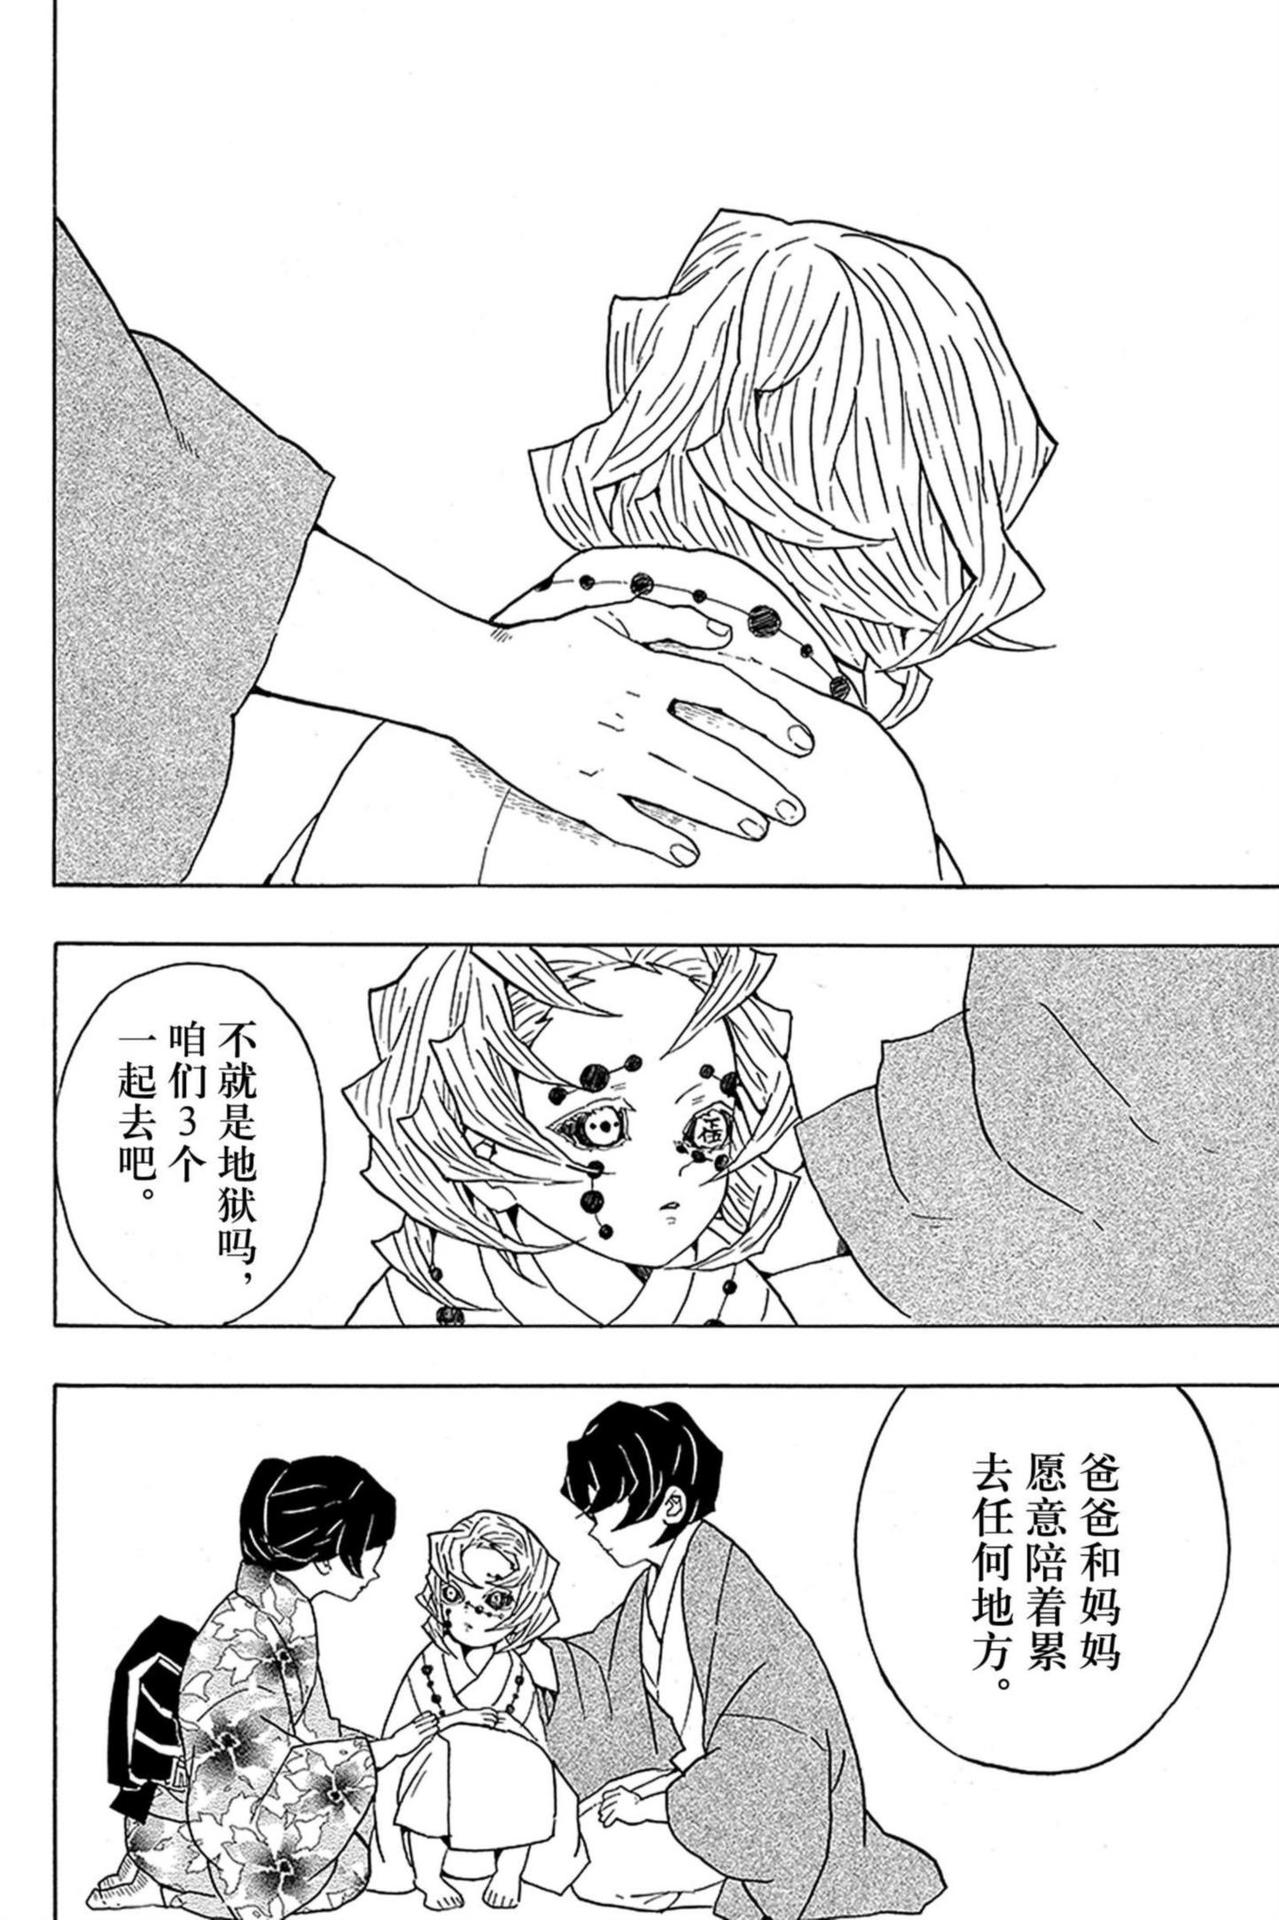 不就是地狱吗，
咱们3个
一起去吧。
爸爸和妈妈
愿意陪着累
去任何地方。